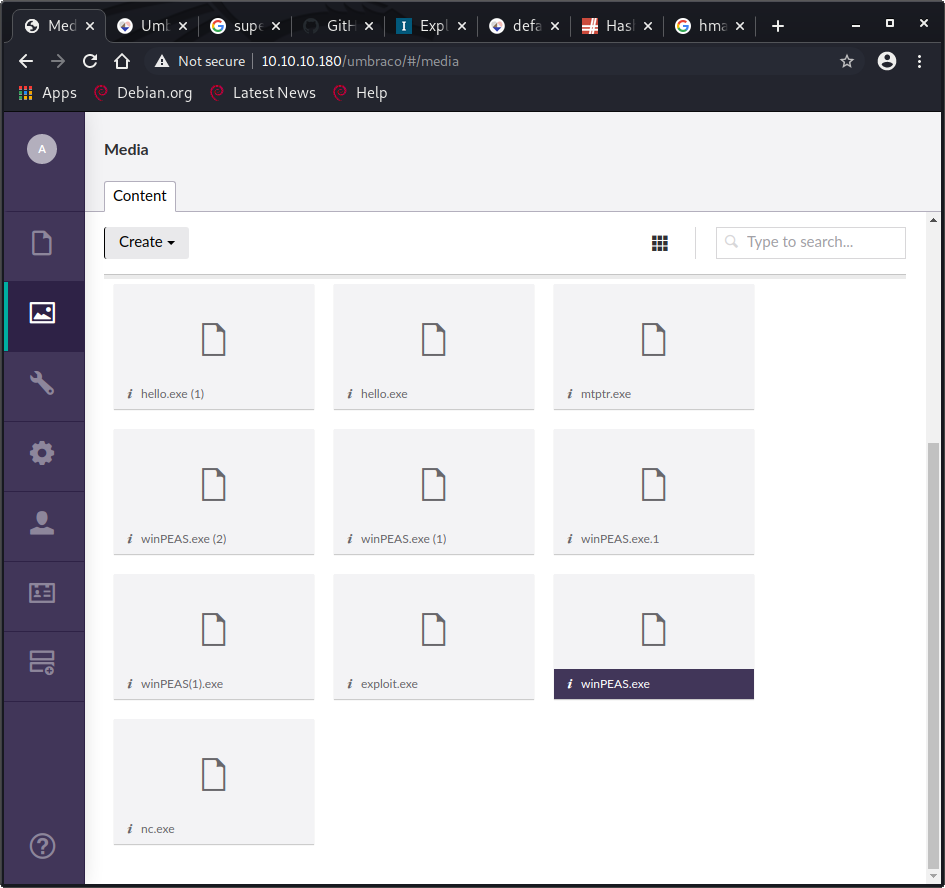 Med Umb supe GitH Expl defa Hasl hma
Not secure 10.10.10.180/umbraco/#/media
Apps Debian.org Latest News Help
A
Media
Content
Create Type to search...
hello.exe (1) hello.exe mtptr.exe
winPEAS.exe (2) winPEAS.exe (1) winPEAS.exe.1
winPEAS(1).exe exploit.exe winPEAS.exe
nc.exe